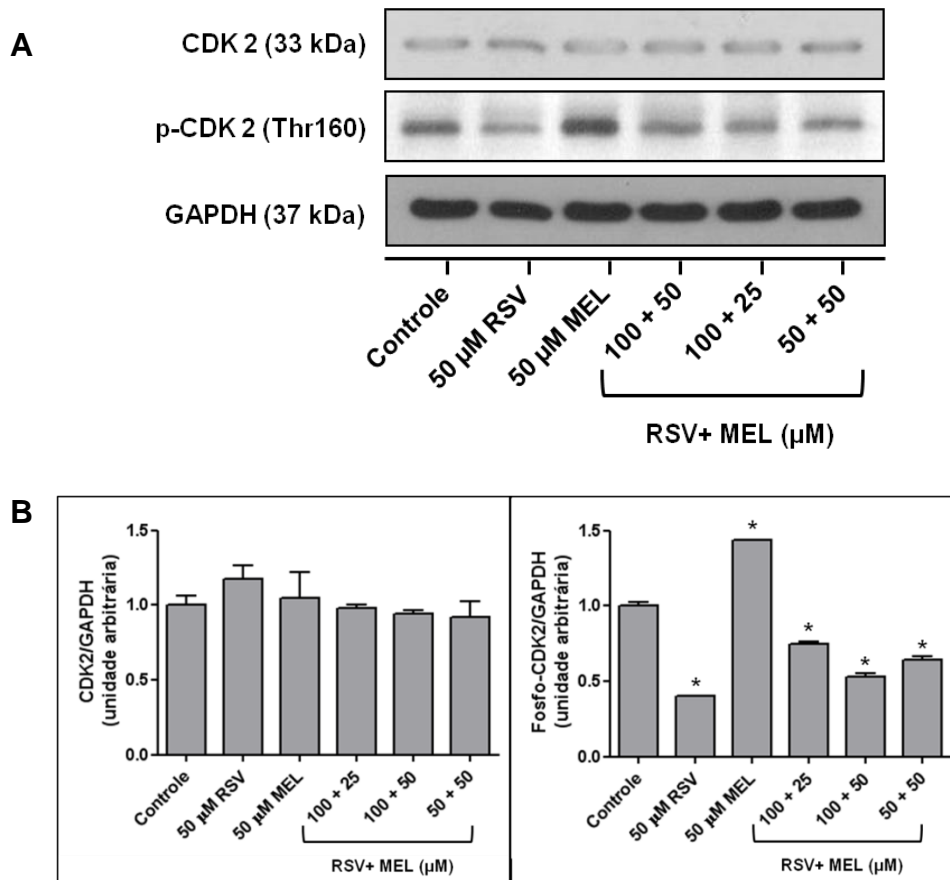 A
CDK 2 (33 kDa)
p-CDK 2 (Thr160)
GAPDH (37 kDa)
Controle
50 µM RSV
50 µM MEL
100 + 50
100 + 25
50 + 50
RSV+ MEL (µM)
B
CDK2/GAPDH
(unidade arbitrária)
1.5
1.0
0.5
0.0
Controle
50 µM RSV
50 µM MEL
100 + 25
100 + 50
50 + 50
RSV+ MEL (µM)
Fosfo-CDK2/GAPDH
(unidade arbitrária)
1.5
1.0
0.5
0.0
*
*
*
*
*
Controle
50 µM RSV
50 µM MEL
100 + 25
100 + 50
50 + 50
RSV+ MEL (µM)